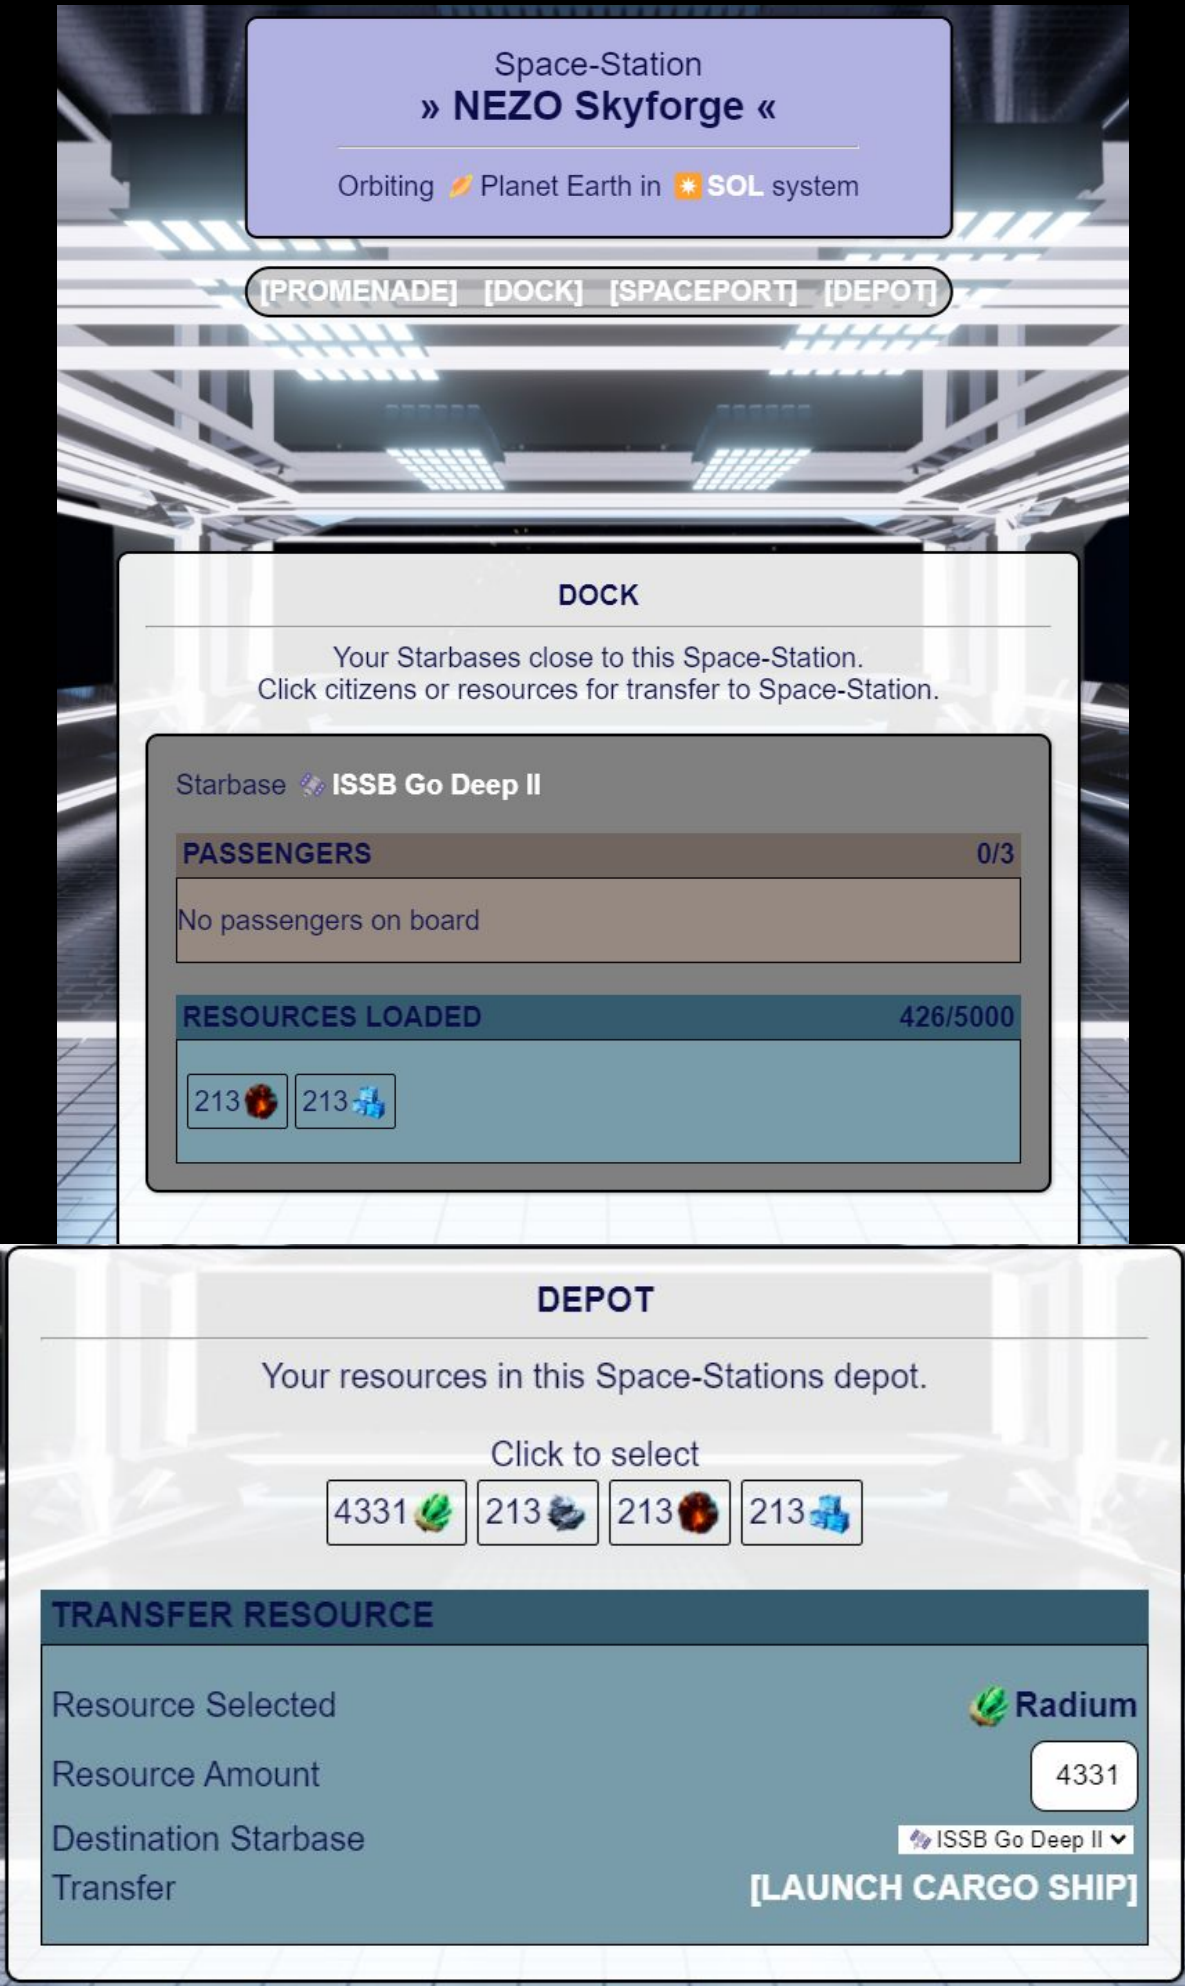 Space-Station
» NEZO Skyforge «
Orbiting Planet Earth in SOL system
[PROMENADE] [DOCK] [SPACEPORT] [DEPOT]
DOCK
Your Starbases close to this Space-Station.
Click citizens or resources for transfer to Space-Station.
Starbase ISSB Go Deep II
PASSENGERS 0/3
No passengers on board
RESOURCES LOADED 426/5000
213 213
DEPOT
Your resources in this Space-Stations depot.
Click to select
4331 213 213 213
TRANSFER RESOURCE
Resource Selected Radium
Resource Amount 4331
Destination Starbase ISSB Go Deep II
Transfer [LAUNCH CARGO SHIP]